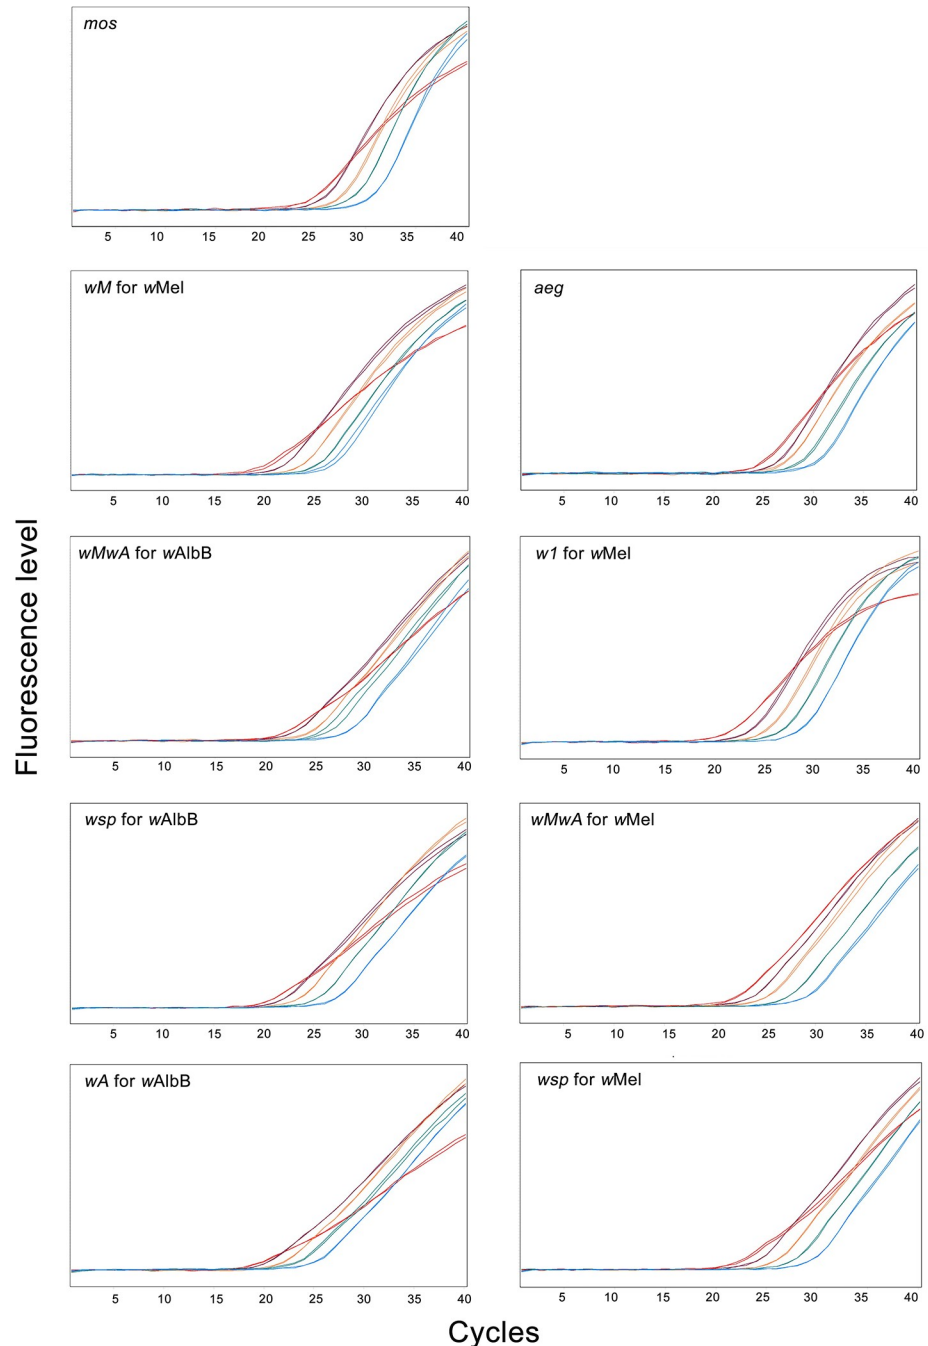 mos
5 10 15 20 25 30 35 40
wM for wMel
5 10 15 20 25 30 35 40
aeg
5 10 15 20 25 30 35 40
wMwA for wAlbB
5 10 15 20 25 30 35 40
w1 for wMel
5 10 15 20 25 30 35 40
wsp for wAlbB
5 10 15 20 25 30 35 40
wMwA for wMel
5 10 15 20 25 30 35 40
wA for wAlbB
5 10 15 20 25 30 35 40
wsp for wMel
5 10 15 20 25 30 35 40
Fluorescence level
Cycles